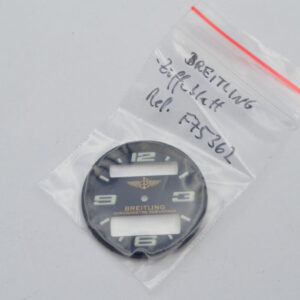 BREITLING
Zifferblatt
Ref. F75362
12
9 3
BREITLING
6